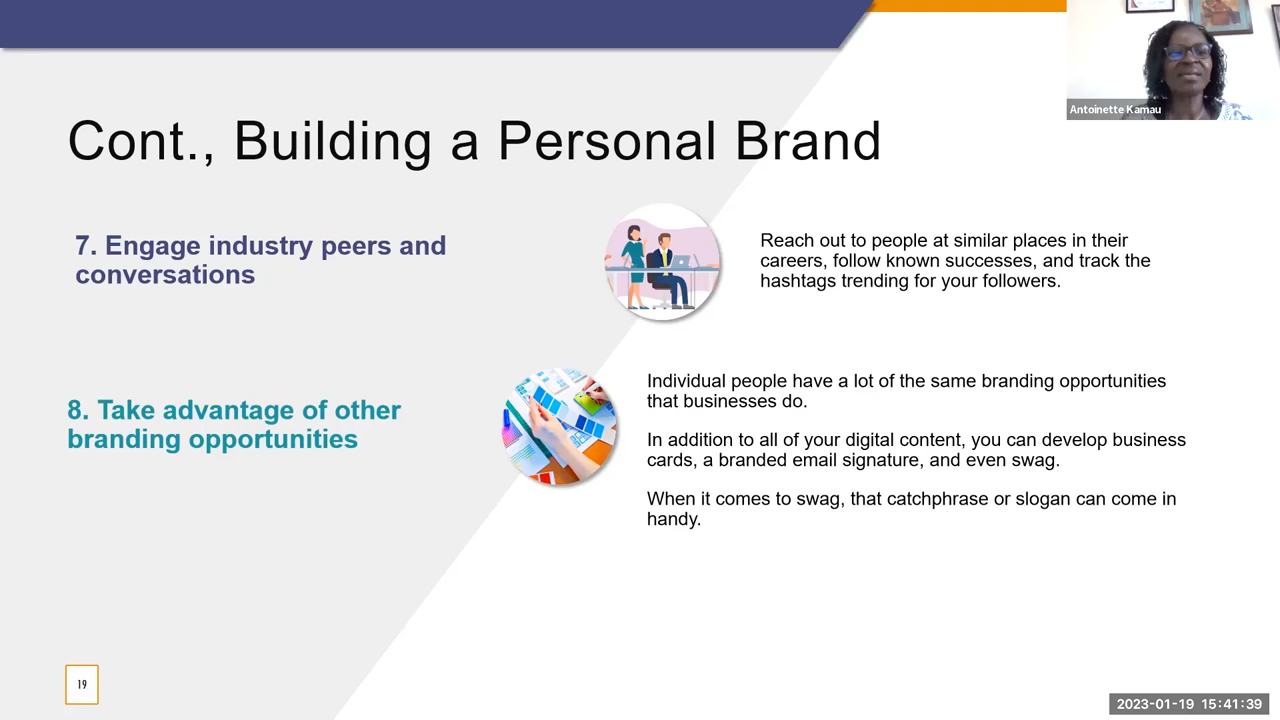 Antoinette Kamau
Cont., Building a Personal Brand
7. Engage industry peers and
conversations
Reach out to people at similar places in their
careers, follow known successes, and track the
hashtags trending for your followers.
8. Take advantage of other
branding opportunities
Individual people have a lot of the same branding opportunities
that businesses do.
In addition to all of your digital content, you can develop business
cards, a branded email signature, and even swag.
When it comes to swag, that catchphrase or slogan can come in
handy.
19
2023-01-19 15:41:39